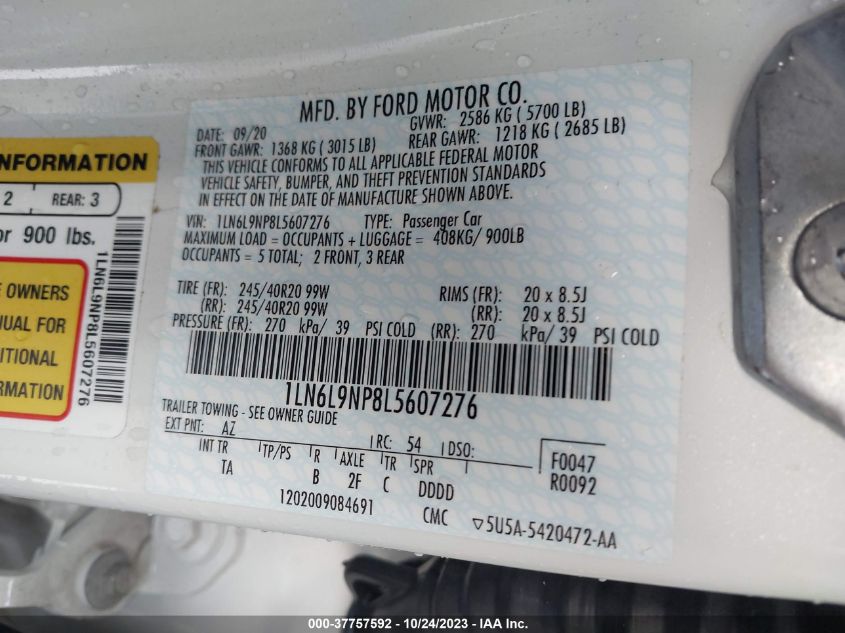 NFORMATION
2 REAR: 3
or 900 lbs.
E OWNERS
NUAL FOR
ITIONAL
RMATION
1LN6L9NP8L5607276
MFD. BY FORD MOTOR CO.
DATE: 09/20 GVWR: 2586 KG ( 5700 LB)
FRONT GAWR: 1368 KG ( 3015 LB) REAR GAWR: 1218 KG ( 2685 LB)
THIS VEHICLE CONFORMS TO ALL APPLICABLE FEDERAL MOTOR
VEHICLE SAFETY, BUMPER, AND THEFT PREVENTION STANDARDS
IN EFFECT ON THE DATE OF MANUFACTURE SHOWN ABOVE.
VIN: 1LN6L9NP8L5607276 TYPE: Passenger Car
MAXIMUM LOAD = OCCUPANTS + LUGGAGE = 408KG/ 900LB
OCCUPANTS = 5 TOTAL; 2 FRONT, 3 REAR
TIRE (FR): 245/40R20 99W RIMS (FR): 20 x 8.5J
(RR): 245/40R20 99W (RR): 20 x 8.5J
PRESSURE (FR): 270 kPa/ 39 PSI COLD (RR): 270 kPa/ 39 PSI COLD
1LN6L9NP8L5607276
TRAILER TOWING - SEE OWNER GUIDE
EXT PNT: AZ RC: 54 DSO: F0047
INT TR TP/PS R AXLE TR SPR R0092
TA B 2F C DDDD
1202009084691 CMC ▽5U5A-5420472-AA
000-37757592 - 10/24/2023 - IAA Inc.